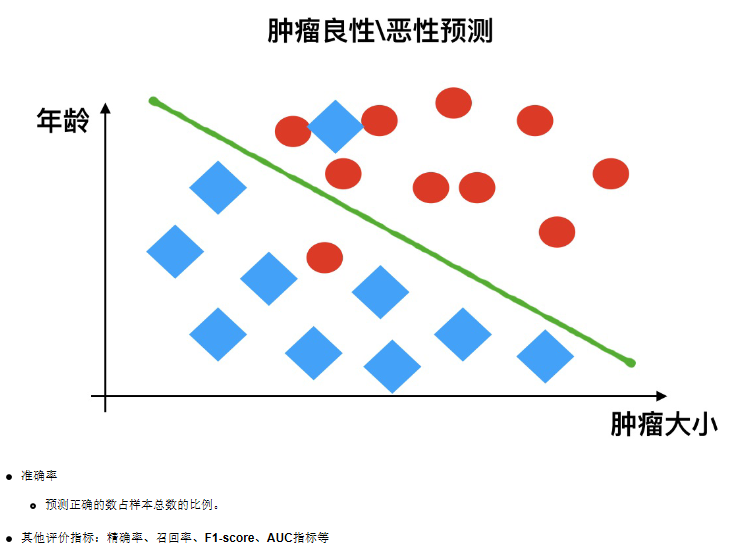 肿瘤良性\恶性预测
年龄
肿瘤大小
准确率
预测正确的数占样本总数的比例。
其他评价指标：精确率、召回率、F1-score、AUC指标等